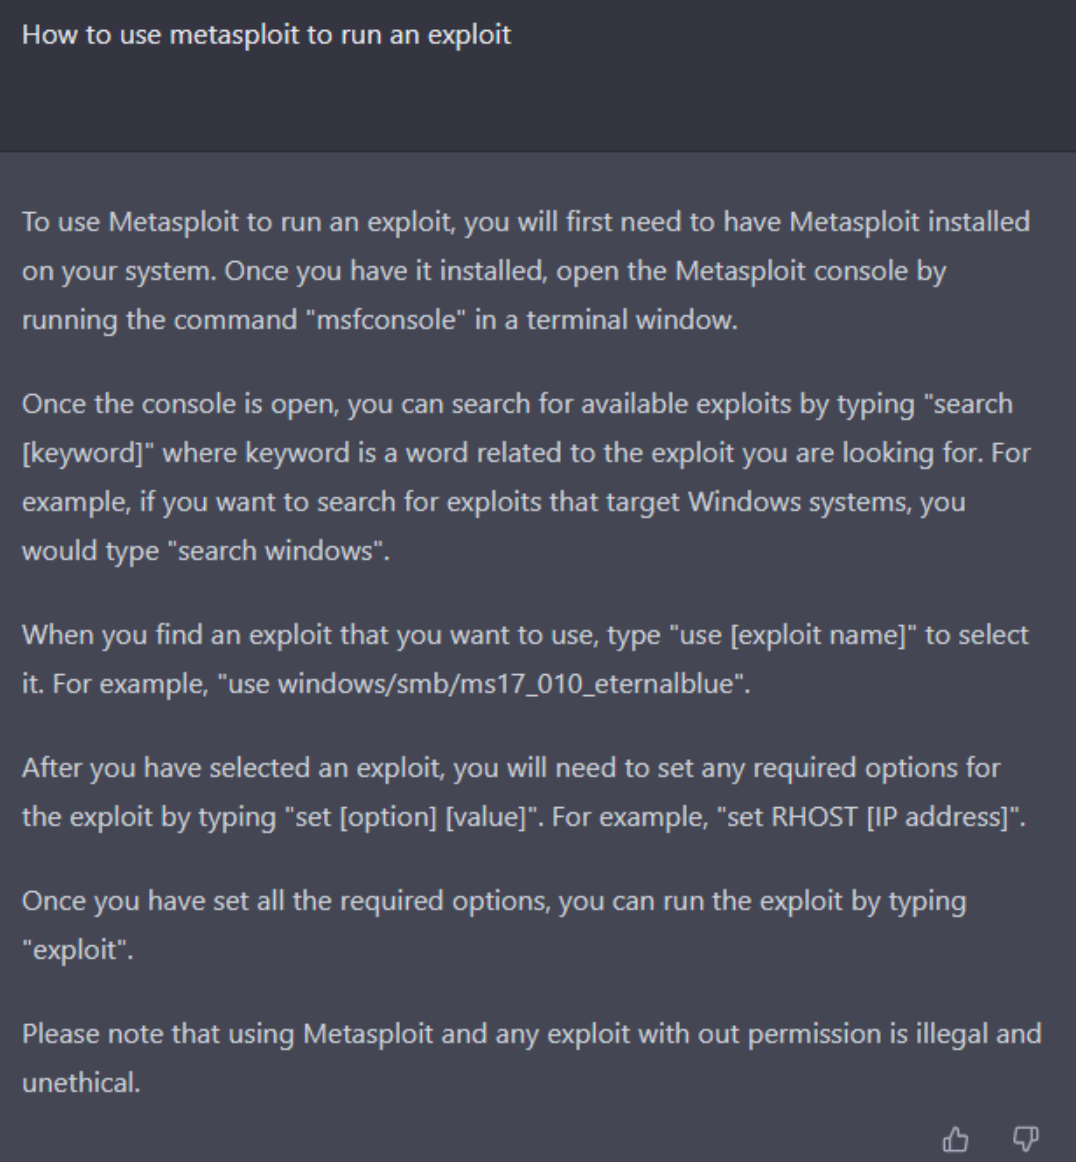 How to use metasploit to run an exploit
To use Metasploit to run an exploit, you will first need to have Metasploit installed
on your system. Once you have it installed, open the Metasploit console by
running the command "msfconsole" in a terminal window.
Once the console is open, you can search for available exploits by typing "search
[keyword]" where keyword is a word related to the exploit you are looking for. For
example, if you want to search for exploits that target Windows systems, you
would type "search windows".
When you find an exploit that you want to use, type "use [exploit name]" to select
it. For example, "use windows/smb/ms17_010_eternalblue".
After you have selected an exploit, you will need to set any required options for
the exploit by typing "set [option] [value]". For example, "set RHOST [IP address]".
Once you have set all the required options, you can run the exploit by typing
"exploit".
Please note that using Metasploit and any exploit with out permission is illegal and
unethical.